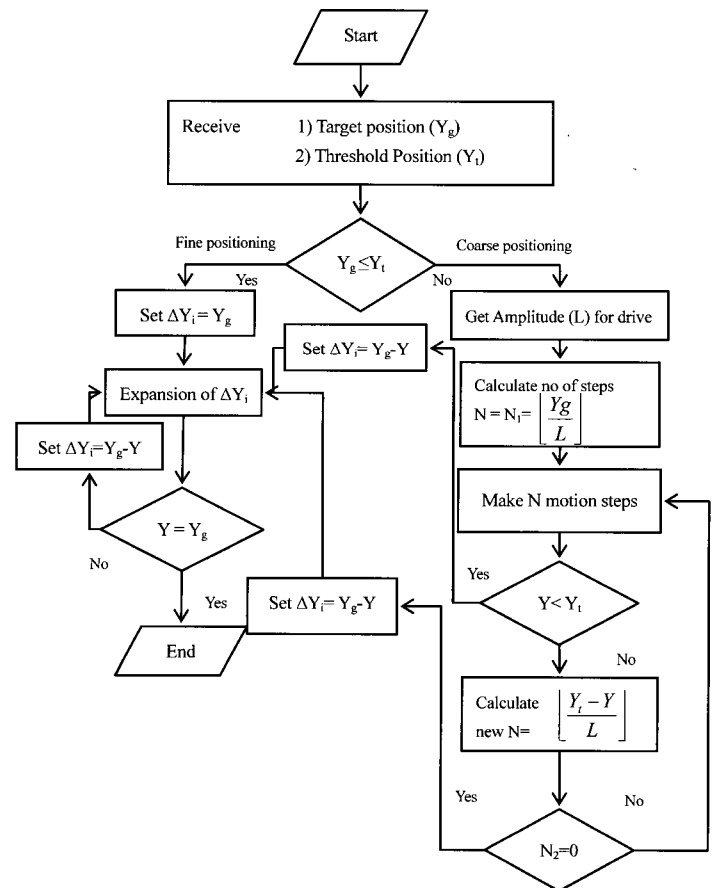 Start
Receive 1) Target position (Yg)
2) Threshold Position (Yt)
Fine positioning
Coarse positioning
Yg≤Yt
Yes
No
Set ΔYi= Yg
Get Amplitude (L) for drive
Set ΔYi= Yg-Y
Expansion of ΔYi
Calculate no of steps
N = N1= ⌊Yg/L⌋
Set ΔYi=Yg-Y
Make N motion steps
Y = Yg
No
Yes
Yes
Set ΔYi= Yg-Y
Y< Yt
End
No
Calculate
new N= ⌊Yt – Y/L⌋
Yes
No
N2=0